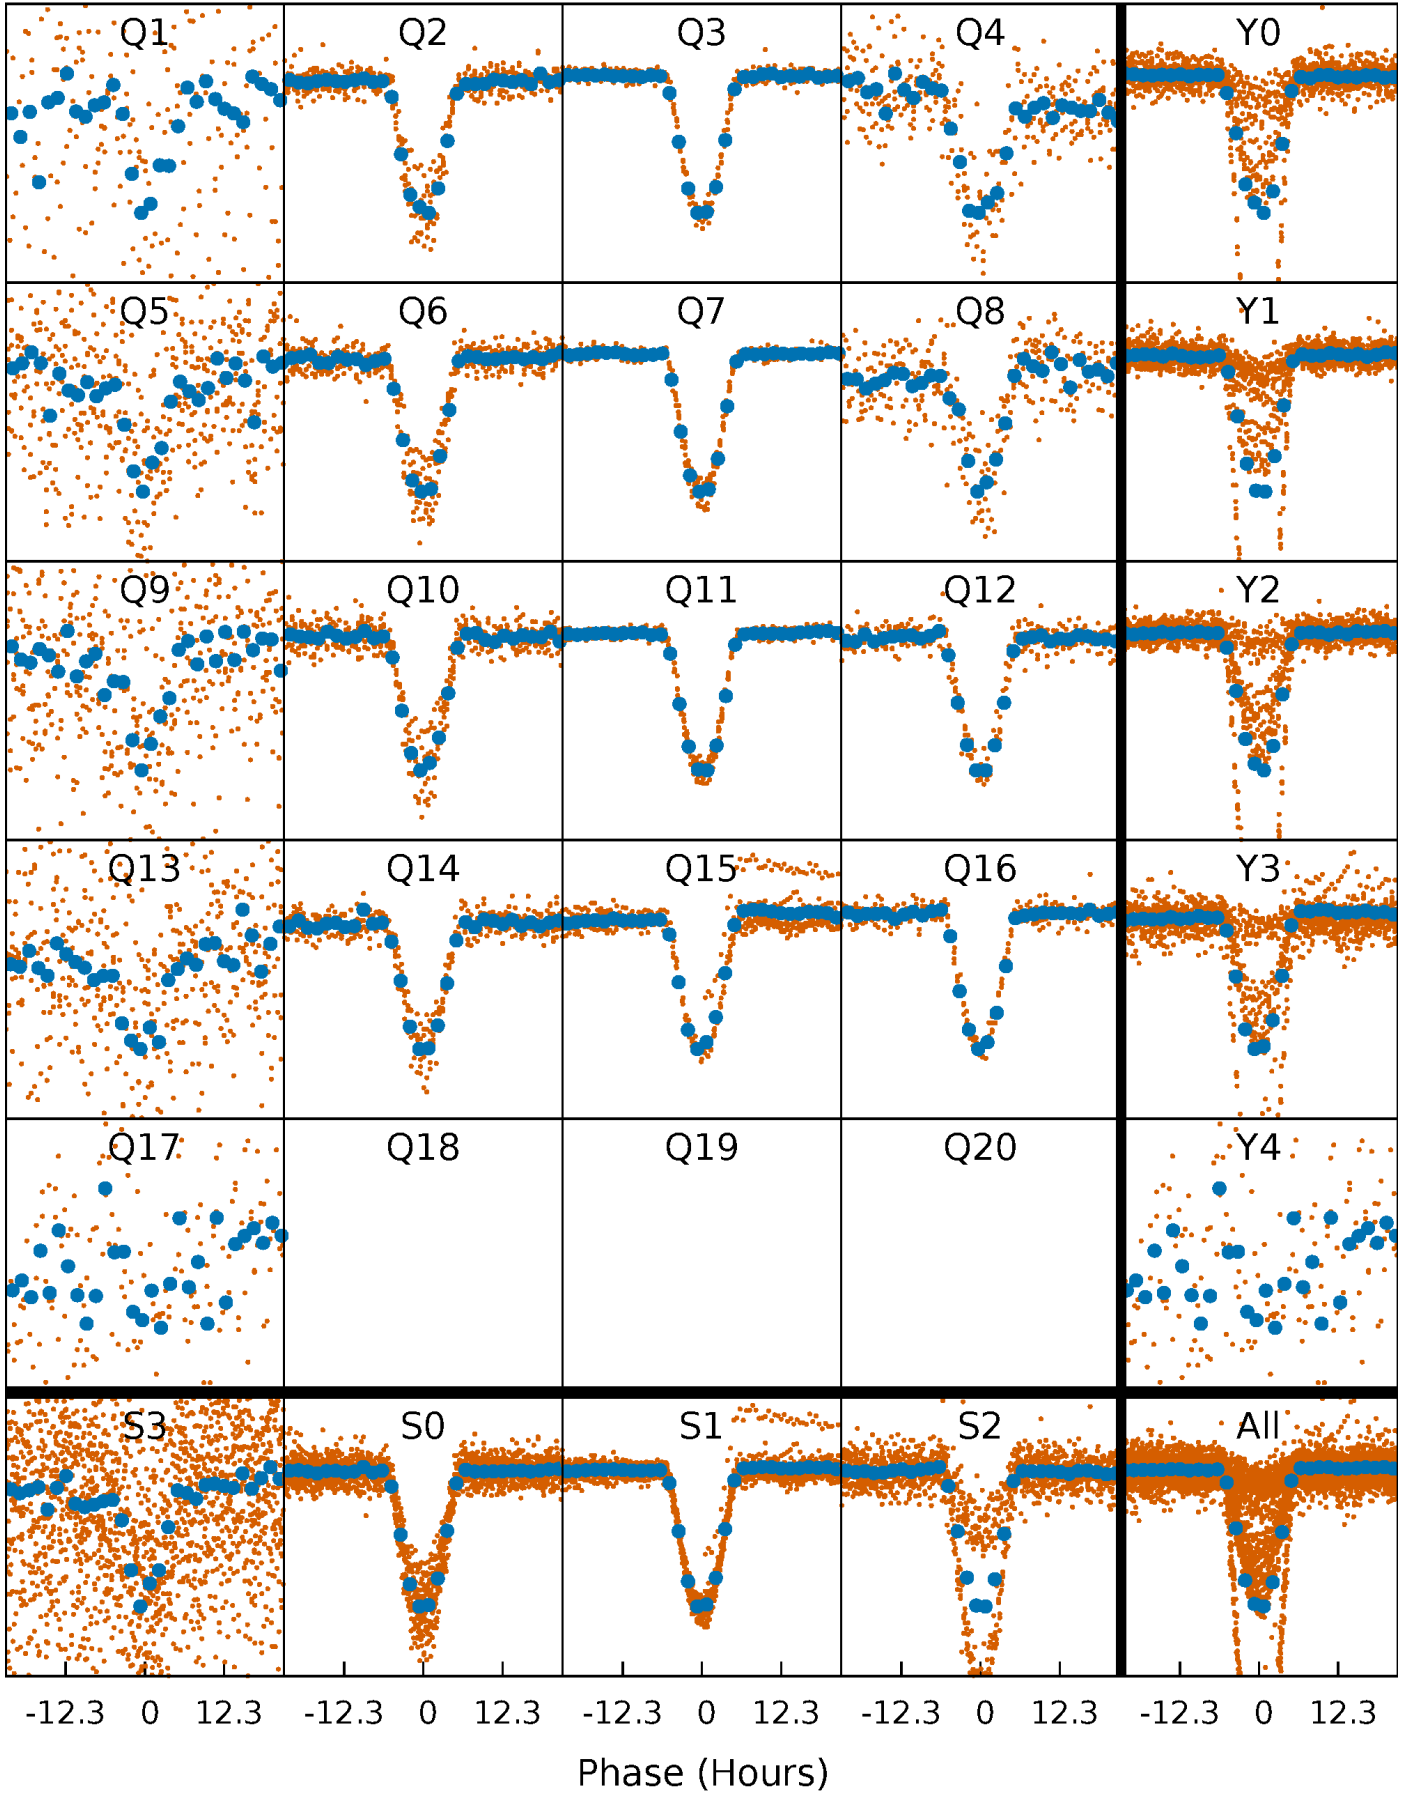 Q1 Q2 Q3 Q4 Y0
Q5 Q6 Q7 Q8 Y1
Q9 Q10 Q11 Q12 Y2
Q13 Q14 Q15 Q16 Y3
Q17 Q18 Q19 Q20 Y4
S3 S0 S1 S2 All
-12.3 0 12.3 -12.3 0 12.3 -12.3 0 12.3 -12.3 0 12.3 -12.3 0 12.3
Phase (Hours)